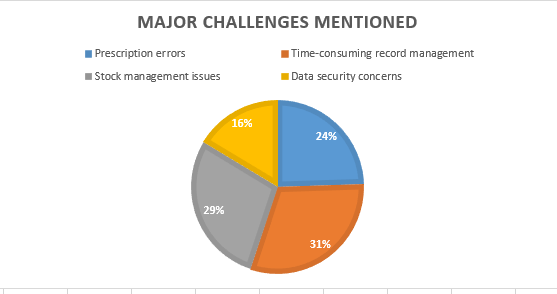 MAJOR CHALLENGES MENTIONED
Prescription errors
Time-consuming record management
Stock management issues
Data security concerns
16%
24%
29%
31%